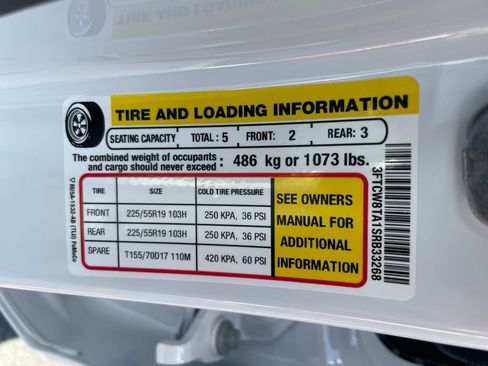 TIRE AND LOADING INFORMATION
SEATING CAPACITY TOTAL : 5 FRONT: 2 REAR: 3
The combined weight of occupants and cargo should never exceed : 486 kg or 1073 lbs.
TIRE SIZE COLD TIRE PRESSURE
FRONT 225/55R19 103H 250 KPA, 36 PSI
REAR 225/55R19 103H 250 KPA, 36 PSI
SPARE T155/70D17 110M 420 KPA, 60 PSI
SEE OWNERS
MANUAL FOR
ADDITIONAL
INFORMATION
3FTCW8TA1SRB33268